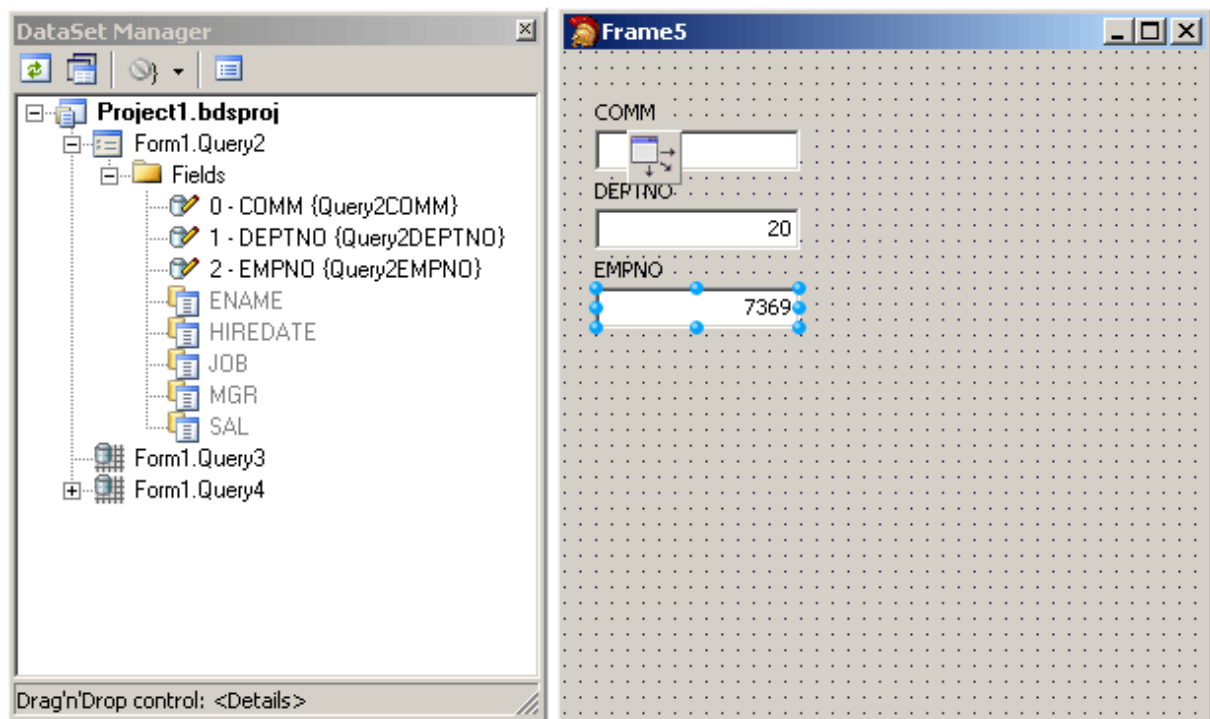 DataSet Manager
Project1.bdsproj
Form1.Query2
Fields
0 - COMM {Query2COMM}
1 - DEPTNO {Query2DEPTNO}
2 - EMPNO {Query2EMPNO}
ENAME
HIREDATE
JOB
MGR
SAL
Form1.Query3
Form1.Query4
Drag'n'Drop control: <Details>
Frame5
COMM
DEPTNO
20
EMPNO
7369